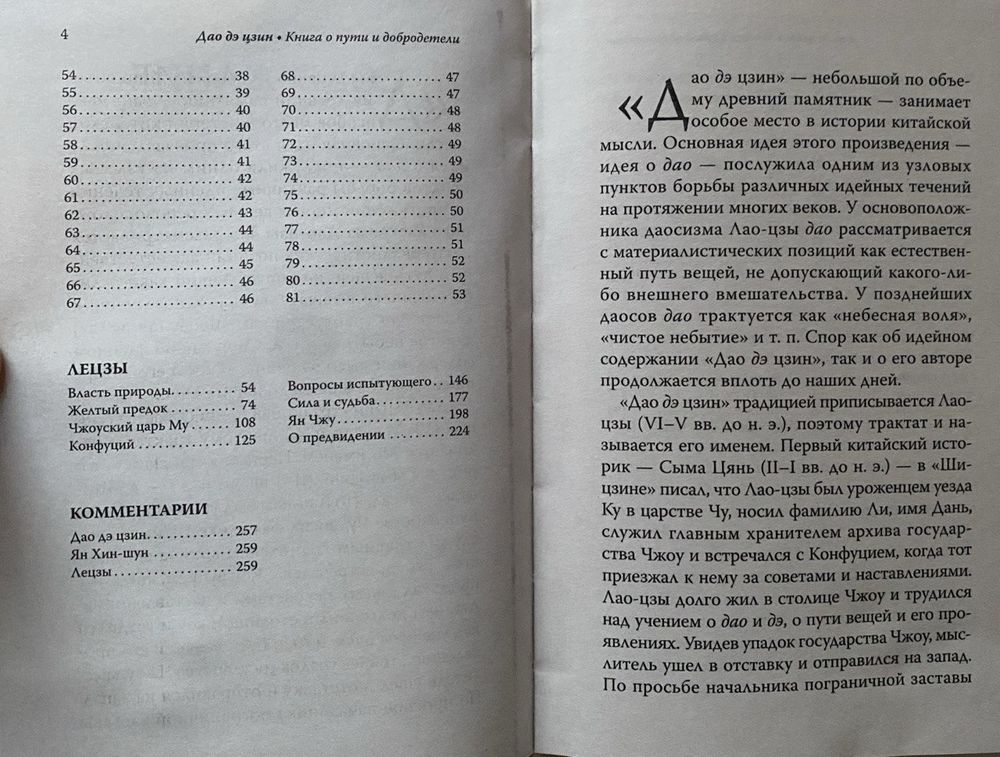 4
Дао дэ цзин • Книга о пути и добродетели
54 38
55 39
56 40
57 40
58 41
59 41
60 42
61 42
62 43
63 44
64 44
65 45
66 46
67 46
68 47
69 47
70 48
71 48
72 49
73 49
74 49
75 50
76 50
77 51
78 51
79 52
80 52
81 53
ЛЕЦЗЫ
Власть природы. 54
Желтый предок 74
Чжоуский царь Му 108
Конфуций 125
Вопросы испытующего 146
Сила и судьба 177
Ян Чжу 198
О предвидении 224
КОММЕНТАРИИ
Дао дэ цзин 257
Ян Хин-шун 259
Лецзы 259
«Дао дэ цзин» — небольшой по объе-
му древний памятник — занимает
особое место в истории китайской
мысли. Основная идея этого произведения —
идея о дао — послужила одним из узловых
пунктов борьбы различных идейных течений
на протяжении многих веков. У основополож-
ника даосизма Лао-цзы дао рассматривается
с материалистических позиций как естествен-
ный путь вещей, не допускающий какого-ли-
бо внешнего вмешательства. У позднейших
даосов дао трактуется как «небесная воля»,
«чистое небытие» и т. п. Спор как об идейном
содержании «Дао дэ цзин», так и о его авторе
продолжается вплоть до наших дней.
«Дао дэ цзин» традицией приписывается Лао-
цзы (VI–V вв. до н. э.), поэтому трактат и на-
зывается его именем. Первый китайский исто-
рик — Сыма Цянь (II–I вв. до н. э.) — в «Ши-
цзине» писал, что Лао-цзы был уроженцем уезда
Ку в царстве Чу, носил фамилию Ли, имя Дань,
служил главным хранителем архива государ-
ства Чжоу и встречался с Конфуцием, когда тот
приезжал к нему за советами и наставлениями.
Лао-цзы долго жил в столице Чжоу и трудился
над учением о дао и дэ, о пути вещей и его про-
явлениях. Увидев упадок государства Чжоу, мыс-
литель ушел в отставку и отправился на запад.
По просьбе начальника пограничной заставы